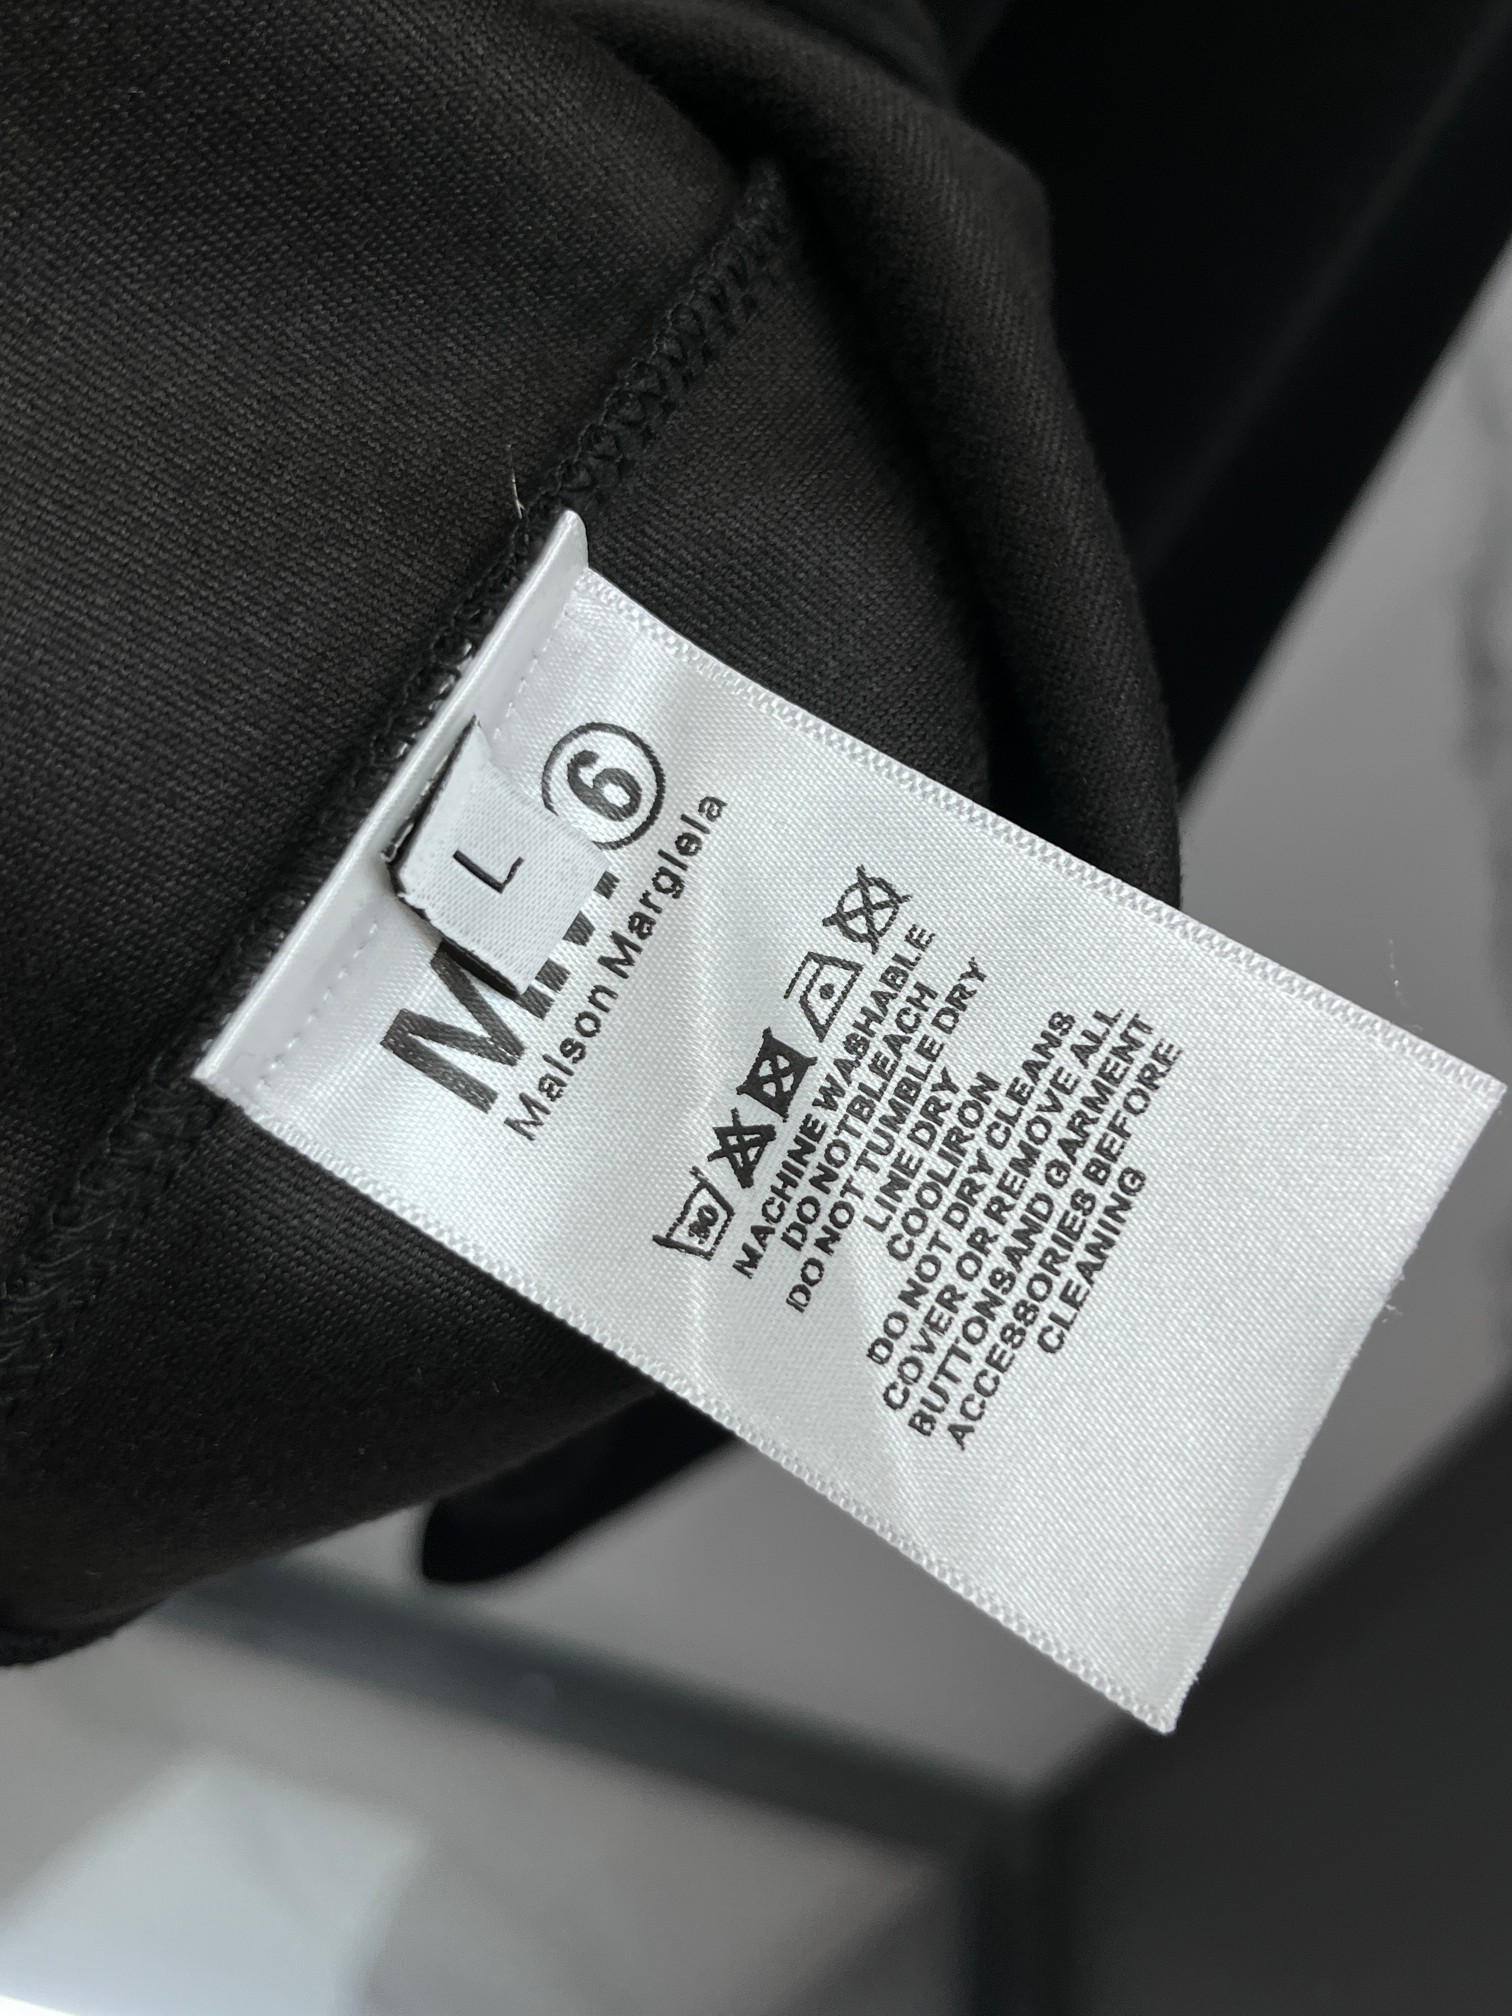 L
6
Maison Margiela
30
MACHINE WASHABLE
DO NOTBLEACH
DO NOT TUMBLE DRY
LINE DRY
COOLIRON
DO NOT DRY CLEANS
COVER OR REMOVE ALL
BUTTONSAND GARMENT
ACCESSORIES BEFORE
CLEANING